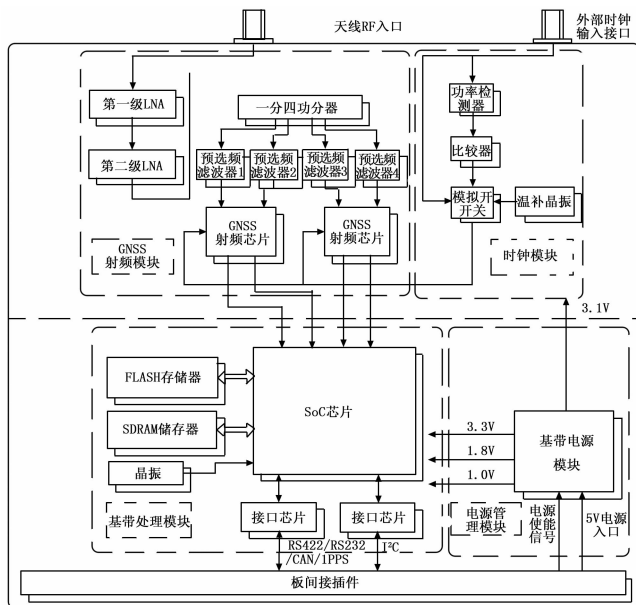 天线RF入口
外部时钟
输入接口
第一级LNA
第二级LNA
一分四功分器
预选频
滤波器1
预选频
滤波器2
预选频
滤波器3
预选频
滤波器4
GNSS
射频芯片
GNSS
射频芯片
GNSS
射频模块
功率检
测器
比较器
模拟开
开关
温补晶振
时钟模块
3.1V
FLASH存储器
SDRAM储存器
晶振
基带处理模块
SoC芯片
接口芯片
接口芯片
RS422/RS232
/CAN/1PPS
I²C
3.3V
1.8V
1.0V
基带电源
模块
电源管
理模块
电源
使能
信号
5V电源
入口
板间接插件